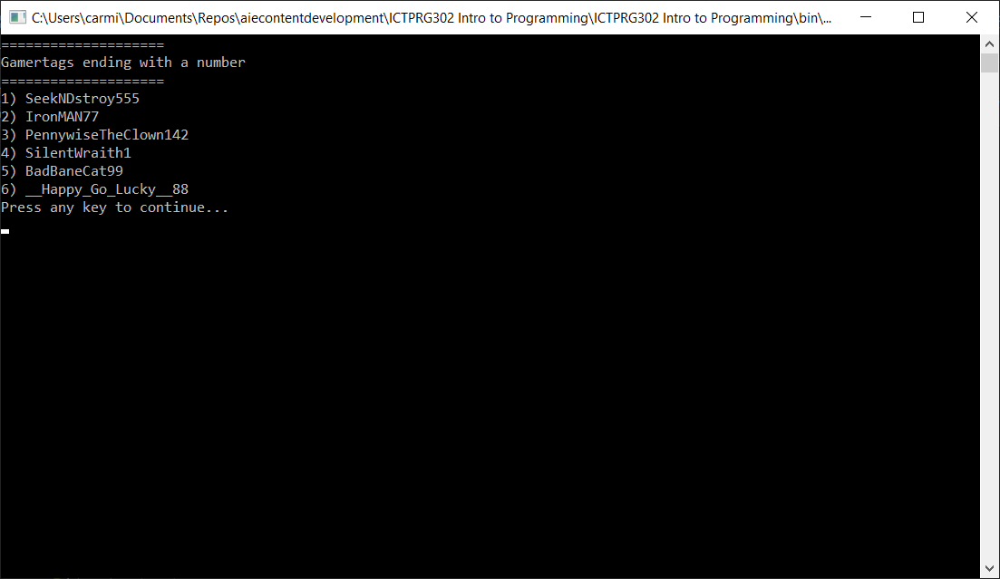 C:\Users\carmi\Documents\Repos\aiecontentdevelopment\ICTPRG302 Intro to Programming\ICTPRG302 Intro to Programming\bin\...
====================
Gamertags ending with a number
====================
1) SeekNDstroy555
2) IronMAN77
3) PennywiseTheClown142
4) SilentWraith1
5) BadBaneCat99
6) __Happy_Go_Lucky__88
Press any key to continue...